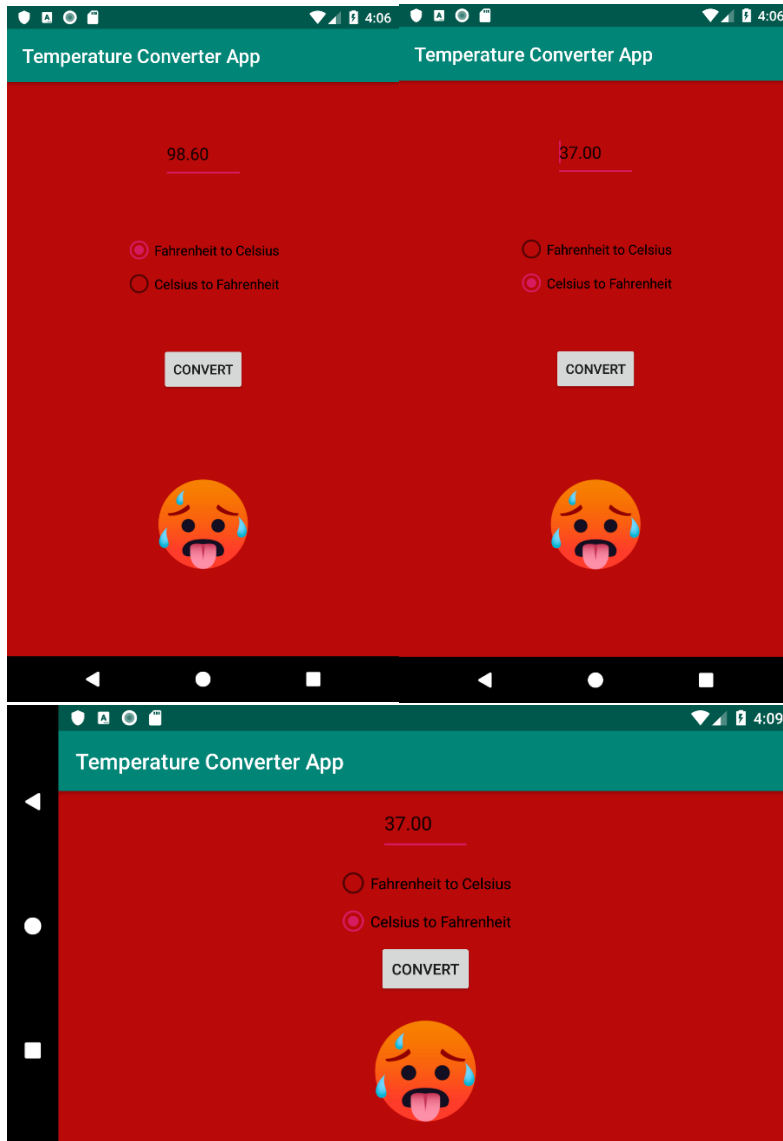 4:06
Temperature Converter App
98.60
Fahrenheit to Celsius
Celsius to Fahrenheit
CONVERT
4:06
Temperature Converter App
37.00
Fahrenheit to Celsius
Celsius to Fahrenheit
CONVERT
4:09
Temperature Converter App
37.00
Fahrenheit to Celsius
Celsius to Fahrenheit
CONVERT